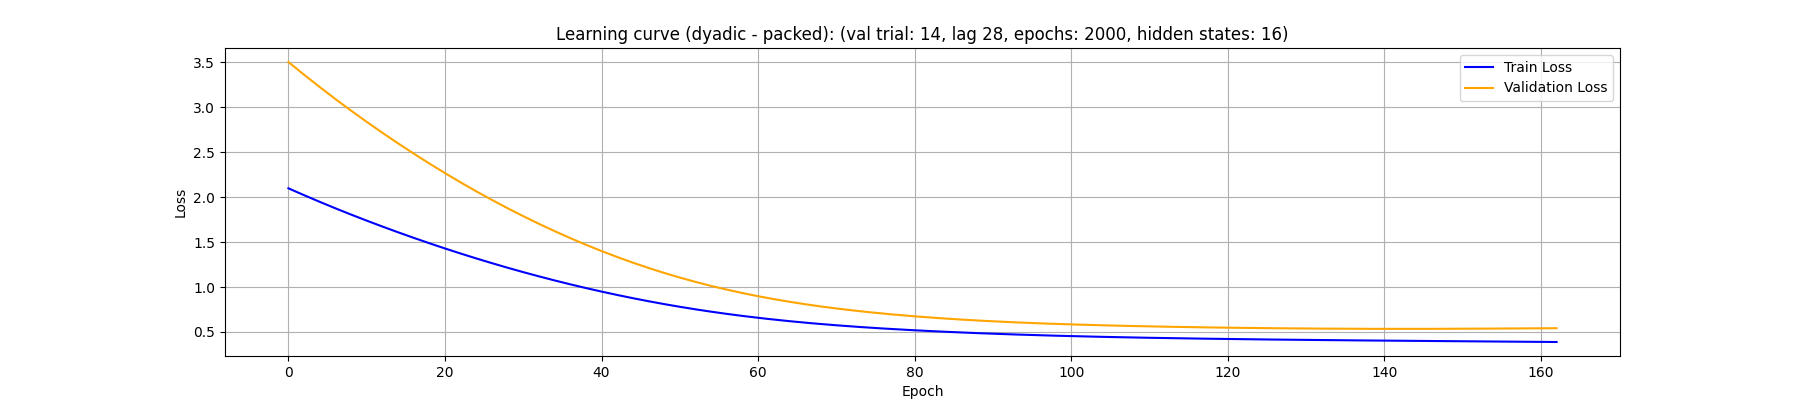 Learning curve (dyadic - packed): (val trial: 14, lag 28, epochs: 2000, hidden states: 16)
Train Loss
Validation Loss
3.5
3.0
2.5
2.0
1.5
1.0
0.5
Loss
0 20 40 60 80 100 120 140 160
Epoch